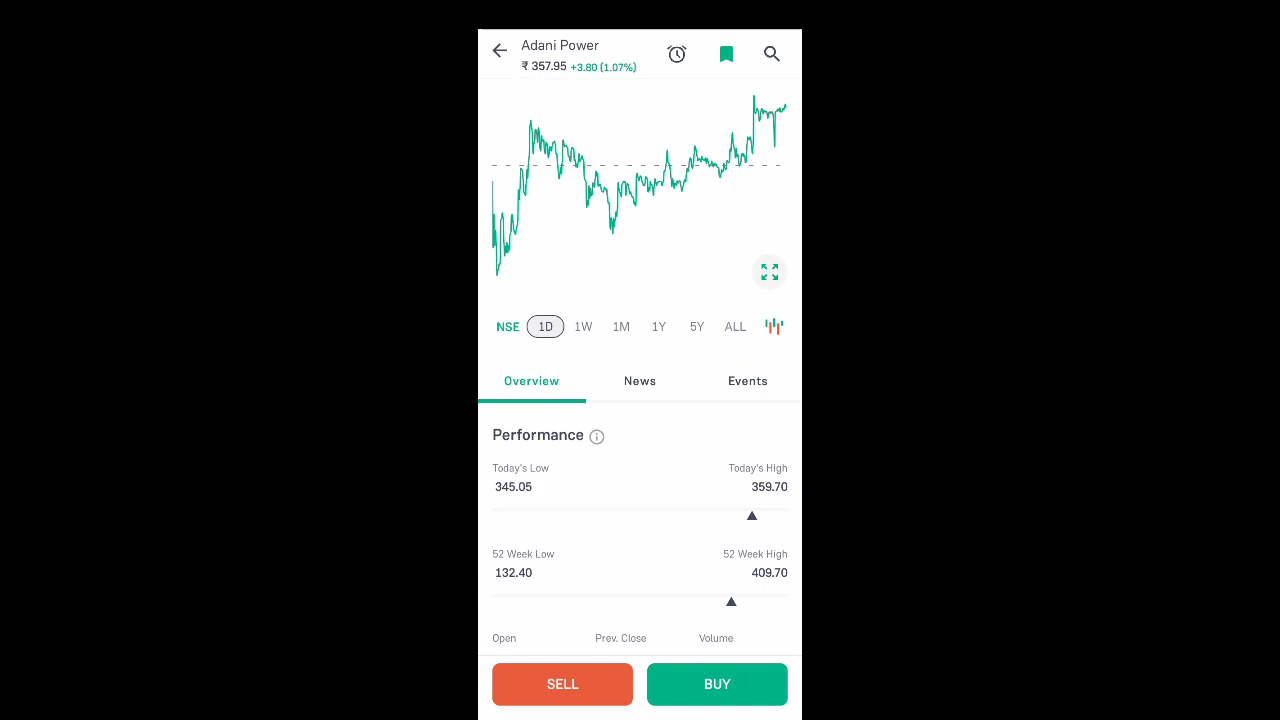 Adani Power
₹ 357.95 +3.80 (1.07%)
NSE 1D 1W 1M 1Y 5Y ALL
Overview News Events
Performance
Today's Low Today's High
345.05 359.70
52 Week Low 52 Week High
132.40 409.70
Open Prev. Close Volume
SELL BUY